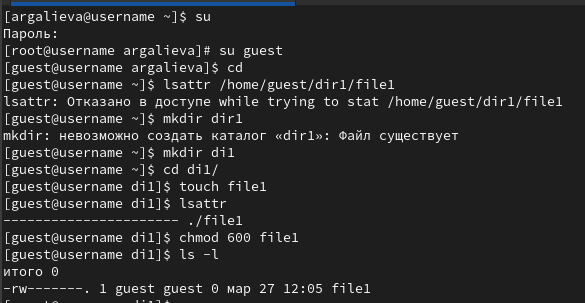 [argalieva@username ~]$ su
Пароль:
[root@username argalieva]# su guest
[guest@username argalieva]$ cd
[guest@username ~]$ lsattr /home/guest/dir1/file1
lsattr: Отказано в доступе while trying to stat /home/guest/dir1/file1
[guest@username ~]$ mkdir dir1
mkdir: невозможно создать каталог «dir1»: Файл существует
[guest@username ~]$ mkdir di1
[guest@username ~]$ cd di1/
[guest@username di1]$ touch file1
[guest@username di1]$ lsattr
---------------------- ./file1
[guest@username di1]$ chmod 600 file1
[guest@username di1]$ ls -l
итого 0
-rw-------. 1 guest guest 0 мар 27 12:05 file1